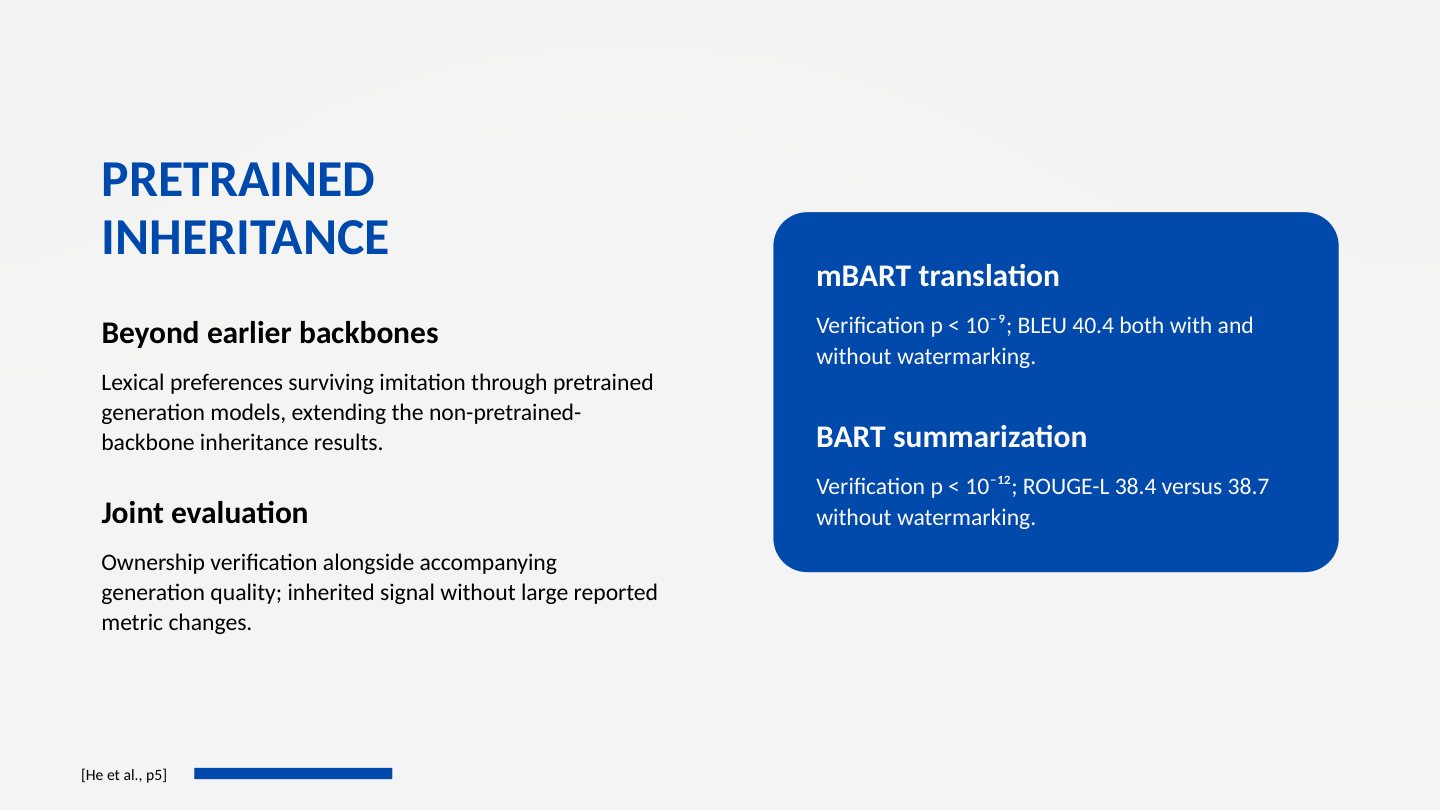 PRETRAINED
INHERITANCE
Beyond earlier backbones
Lexical preferences surviving imitation through pretrained
generation models, extending the non-pretrained-
backbone inheritance results.
Joint evaluation
Ownership verification alongside accompanying
generation quality; inherited signal without large reported
metric changes.
mBART translation
Verification p < 10⁻⁹; BLEU 40.4 both with and
without watermarking.
BART summarization
Verification p < 10⁻¹²; ROUGE-L 38.4 versus 38.7
without watermarking.
[He et al., p5]